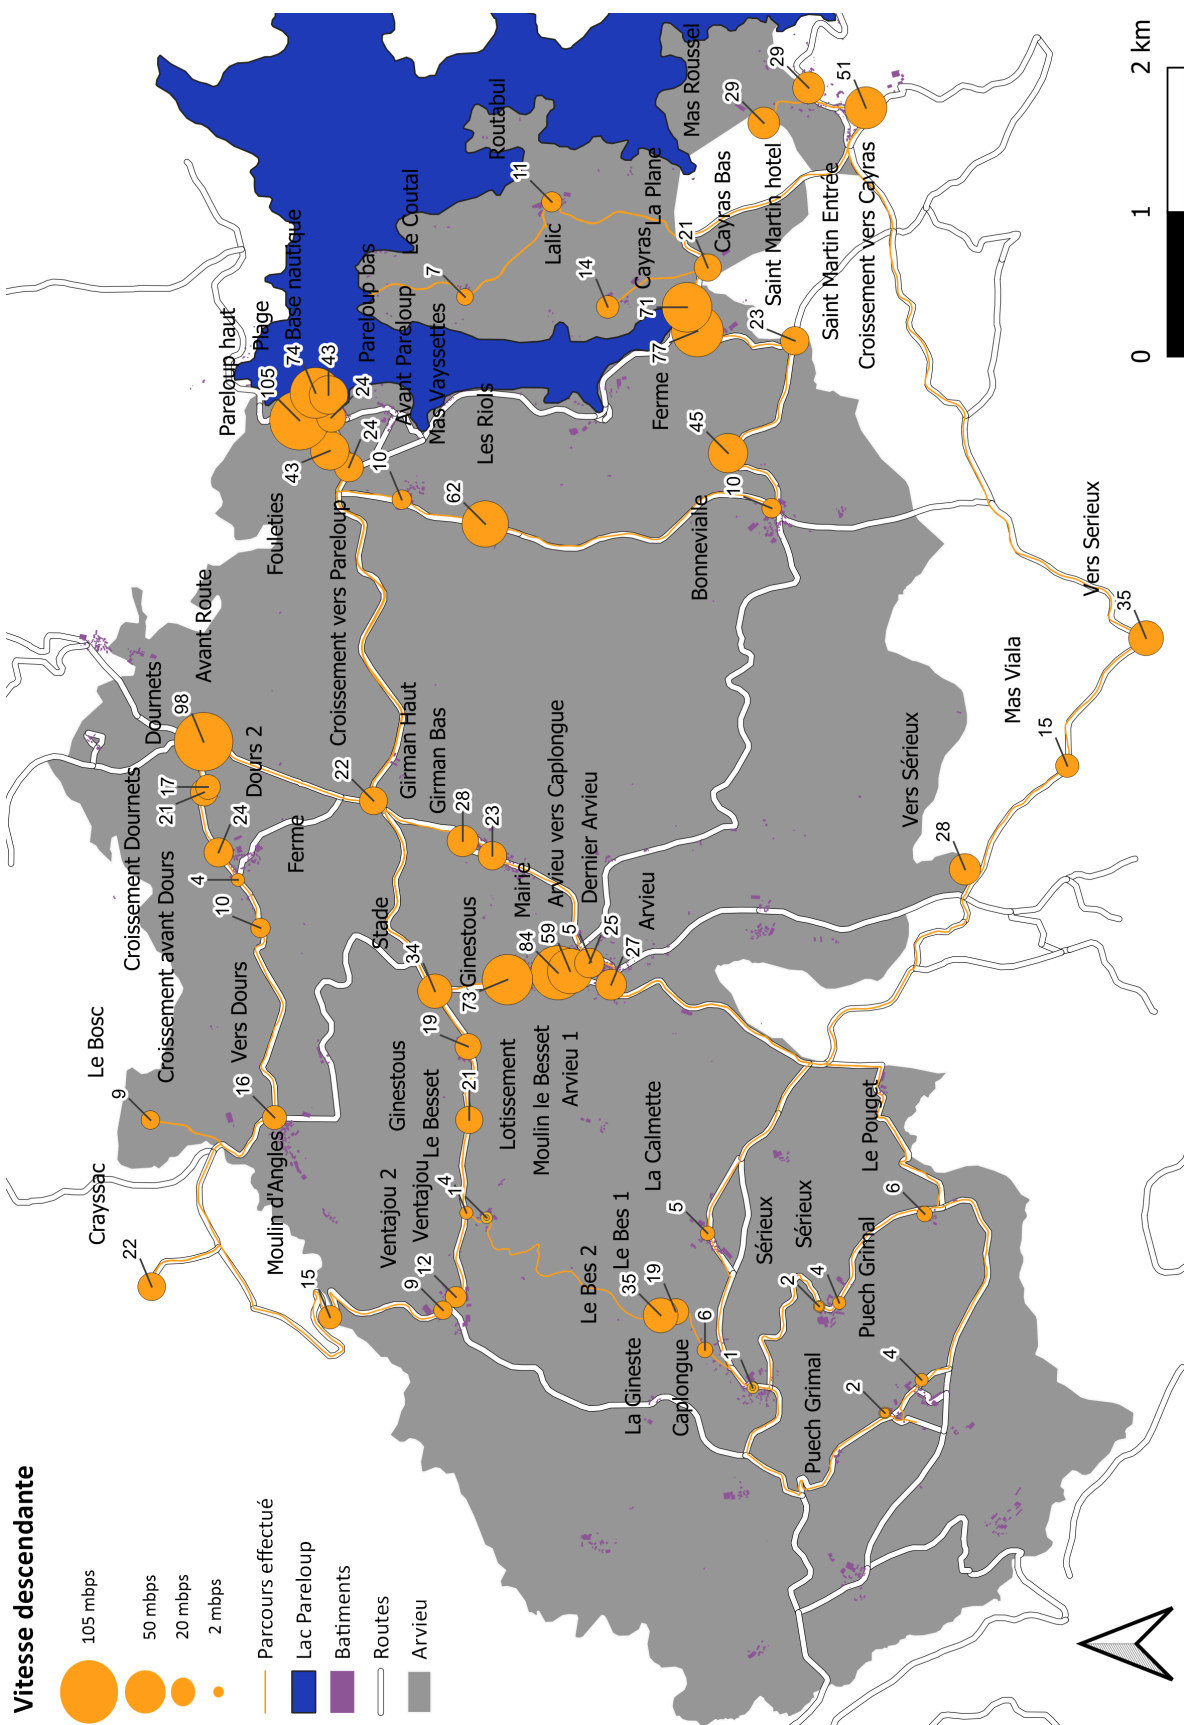 Vitesse descendante
105 mbps
50 mbps
20 mbps
2 mbps
Parcours effectué
Lac Pareloup
Batiments
Routes
Arvieu
Crayssac
22
Le Bosc
9
Moulin d'Angles
16
15
Vers Dours
Croissement avant Dours
Croissement Dournets
10
4
24
21
17
Dournets
98
Avant Route
Dours 2
Ferme
Fouleties
Pareloup haut
Plage
Base nautique
105
74
43
43
24
24
Pareloup bas
Avant Pareloup
Mas Vayssettes
10
Croissement vers Pareloup
22
Le Coutal
7
Routabul
11
Lalic
Les Riols
62
Girman Haut
Girman Bas
28
23
Stade
34
Ginestous
73
19
21
Ginestous
Le Besset
Ventajou 2
Ventajou
9
12
14
Mairie
84
59
5
25
27
Arvieu vers Caplongue
Dernier Arvieu
Arvieu
Lotissement
Moulin le Besset
Arvieu 1
14
Cayras
La Plane
21
71
77
Ferme
Mas Roussel
29
29
51
Cayras Bas
Saint Martin hotel
23
Saint Martin Entrée
Croissement vers Cayras
45
10
Bonnevialle
Le Bes 2
Le Bes 1
35
19
La Calmette
5
La Gineste
Caplongue
6
1
Sérieux
Sérieux
2
4
Puech Grimal
Puech Grimal
2
4
Le Pouget
6
Vers Sérieux
28
Mas Viala
15
Vers Serieux
35
0
1
2 km